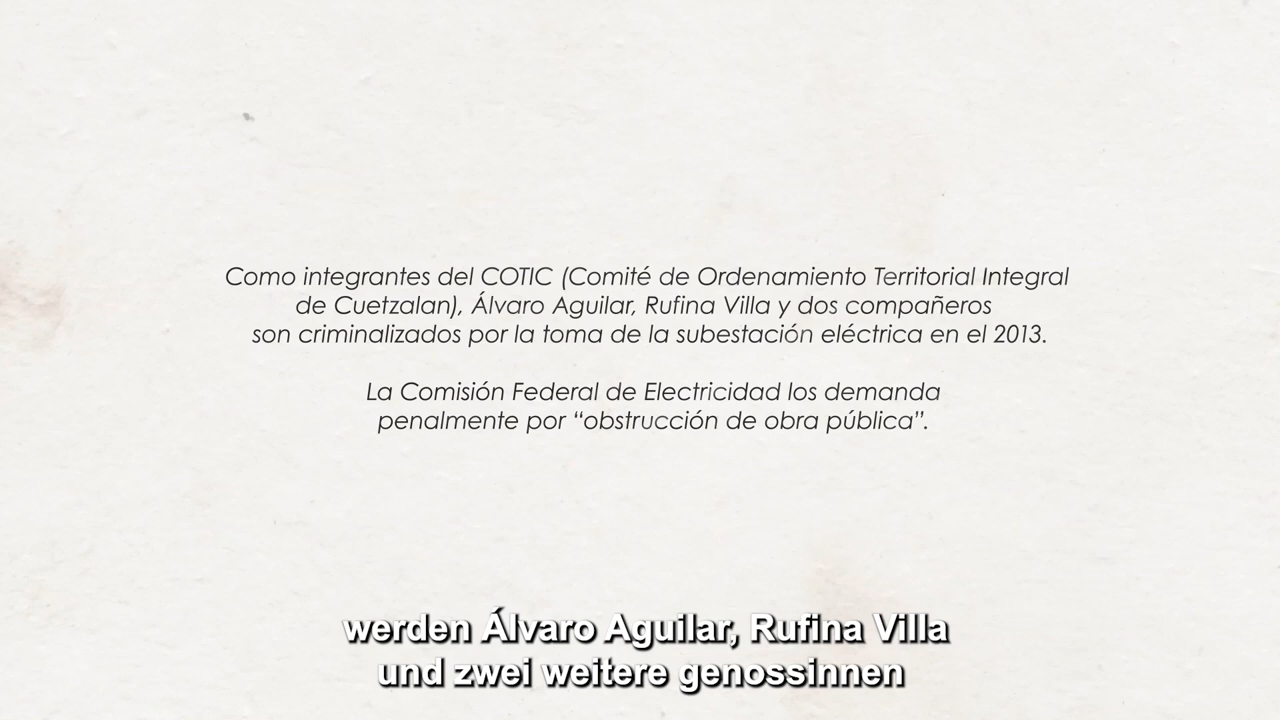 Como integrantes del COTIC (Comité de Ordenamiento Territorial Integral
de Cuetzalan), Álvaro Aguilar, Rufina Villa y dos compañeros
son criminalizados por la toma de la subestación eléctrica en el 2013.
La Comisión Federal de Electricidad los demanda
penalmente por “obstrucción de obra pública”.
werden Álvaro Aguilar, Rufina Villa
und zwei weitere genossinnen